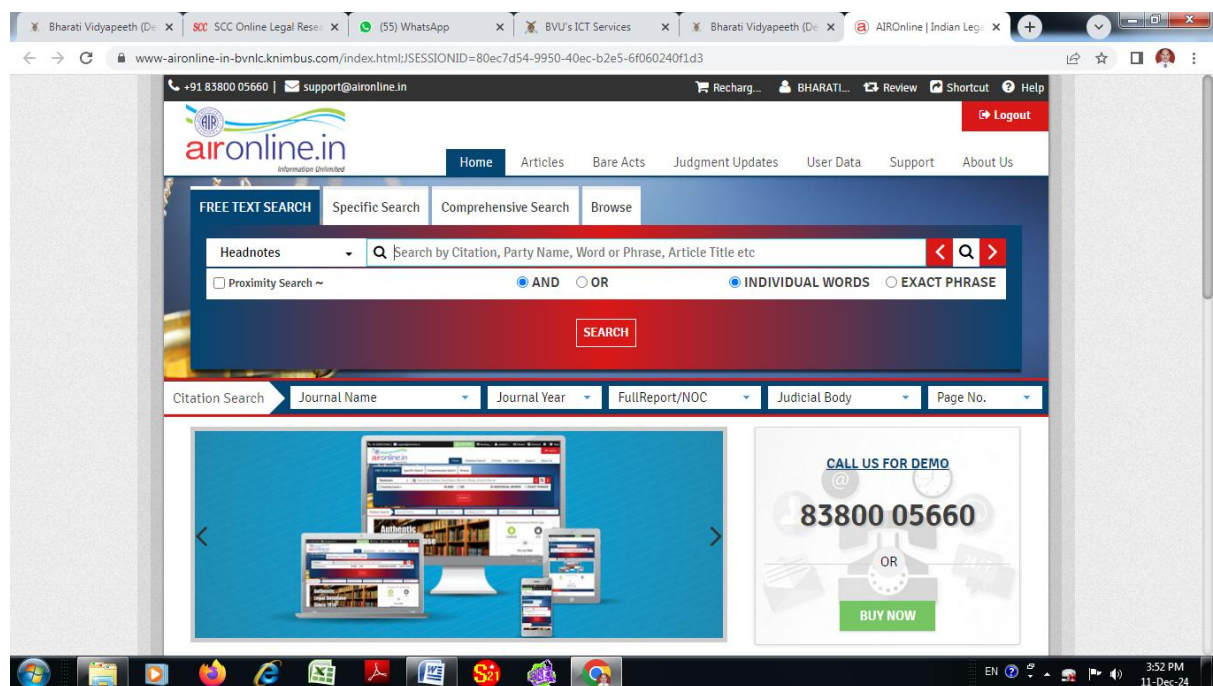 Bharati Vidyapeeth (De
SCC SCC Online Legal Resea
(55) WhatsApp
BVU's ICT Services
Bharati Vidyapeeth (De
AIROnline | Indian Lega
www-aironline-in-bvnlc.knimbus.com/index.html;JSESSIONID=80ec7d54-9950-40ec-b2e5-6f060240f1d3
+91 83800 05660 | support@aironline.in
Recharg... BHARATI... Review Shortcut Help
Logout
AIR
aironline.in
Information Unlimited
Home Articles Bare Acts Judgment Updates User Data Support About Us
FREE TEXT SEARCH Specific Search Comprehensive Search Browse
Headnotes Search by Citation, Party Name, Word or Phrase, Article Title etc
Proximity Search ~ AND OR INDIVIDUAL WORDS EXACT PHRASE
SEARCH
Citation Search Journal Name Journal Year FullReport/NOC Judicial Body Page No.
CALL US FOR DEMO
83800 05660
OR
BUY NOW
EN 3:52 PM
11-Dec-24